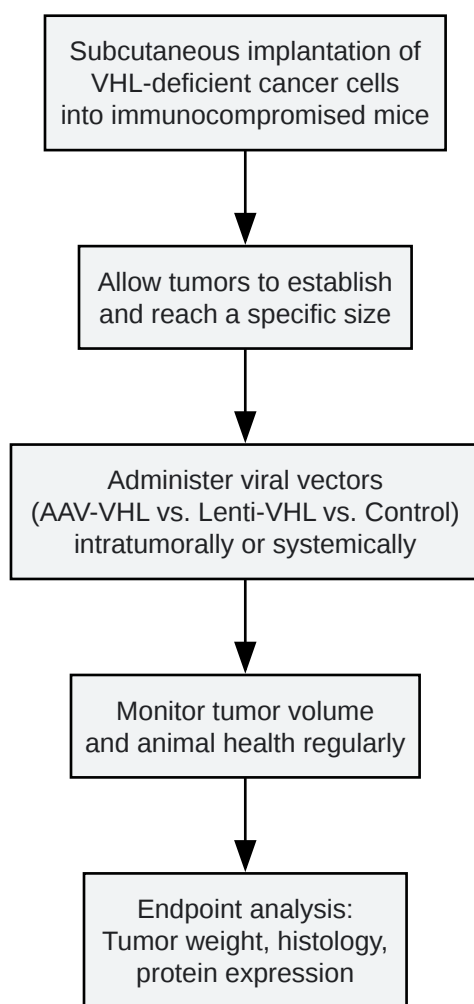 Subcutaneous implantation of
VHL-deficient cancer cells
into immunocompromised mice
Allow tumors to establish
and reach a specific size
Administer viral vectors
(AAV-VHL vs. Lenti-VHL vs. Control)
intratumorally or systemically
Monitor tumor volume
and animal health regularly
Endpoint analysis:
Tumor weight, histology,
protein expression